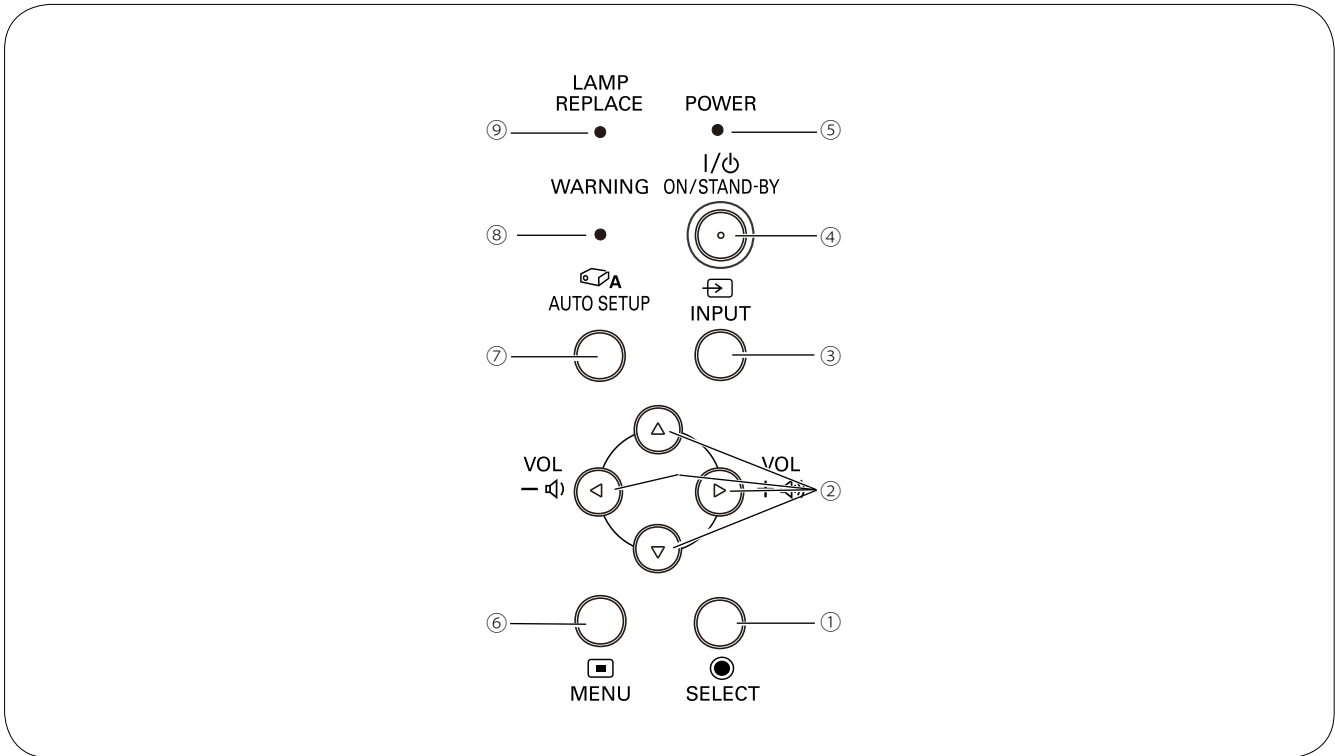 LAMP
REPLACE
POWER
⑨
⑤
I/⏻
WARNING
ON/STAND-BY
⑧
④
A
AUTO SETUP
INPUT
⑦
③
VOL
VOL
−
+
②
⑥
①
MENU
SELECT